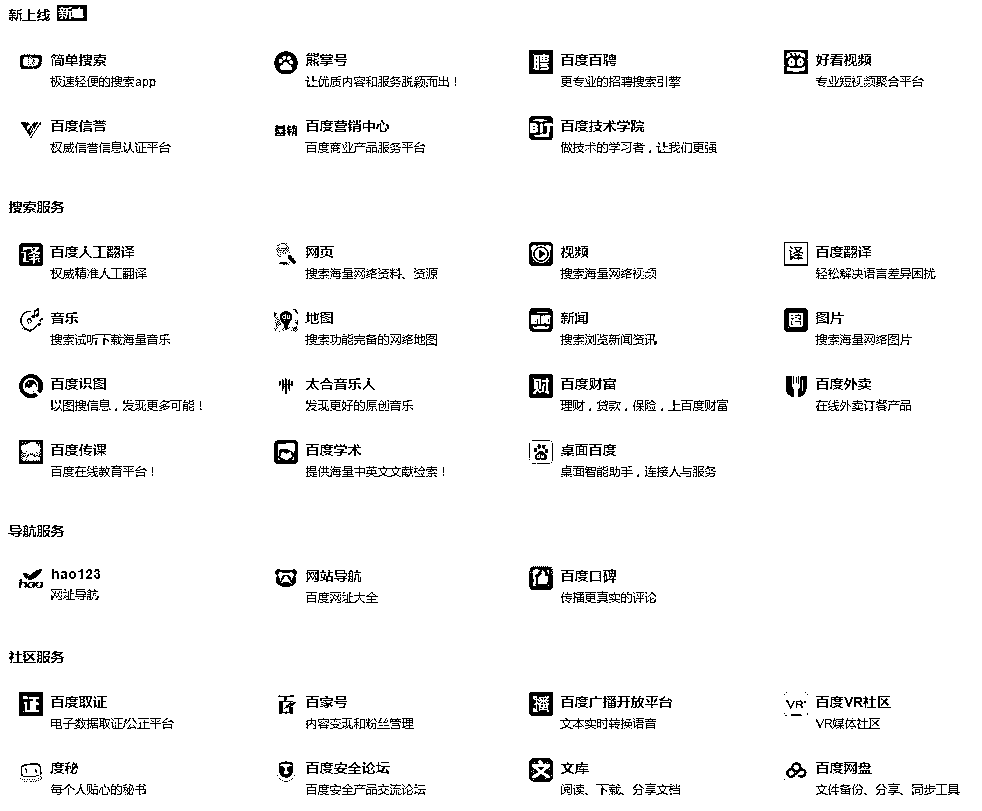 新上线 新
简单搜索 熊掌号 百度百聘 好看视频
极速轻便的搜索app 让优质内容和服务脱颖而出！ 更专业的招聘搜索引擎 专业短视频聚合平台
百度信誉 百度营销中心 百度技术学院
权威信誉信息认证平台 百度商业产品服务平台 做技术的学习者，让我们更强
搜索服务
百度人工翻译 网页 视频 百度翻译
权威精准人工翻译 搜索海量网络资料、资源 搜索海量网络视频 轻松解决语言差异困扰
音乐 地图 新闻 图片
搜索试听下载海量音乐 搜索功能完备的网络地图 搜索浏览新闻资讯 搜索海量网络图片
百度识图 太合音乐人 百度财富 百度外卖
以图搜信息，发现更多可能！ 发现更好的原创音乐 理财，贷款，保险，上百度财富 在线外卖订餐产品
百度传课 百度学术 桌面百度
百度在线教育平台！ 提供海量中英文文献检索！ 桌面智能助手，连接人与服务
导航服务
hao123 网站导航 百度口碑
网址导航 百度网址大全 传播更真实的评论
社区服务
百度取证 百家号 百度广播开放平台 百度VR社区
电子数据取证/公正平台 内容变现和粉丝管理 文本实时转换语音 VR媒体社区
度秘 百度安全论坛 文库 百度网盘
每个人贴心的秘书 百度安全产品交流论坛 阅读、下载、分享文档 文件备份、分享、同步工具